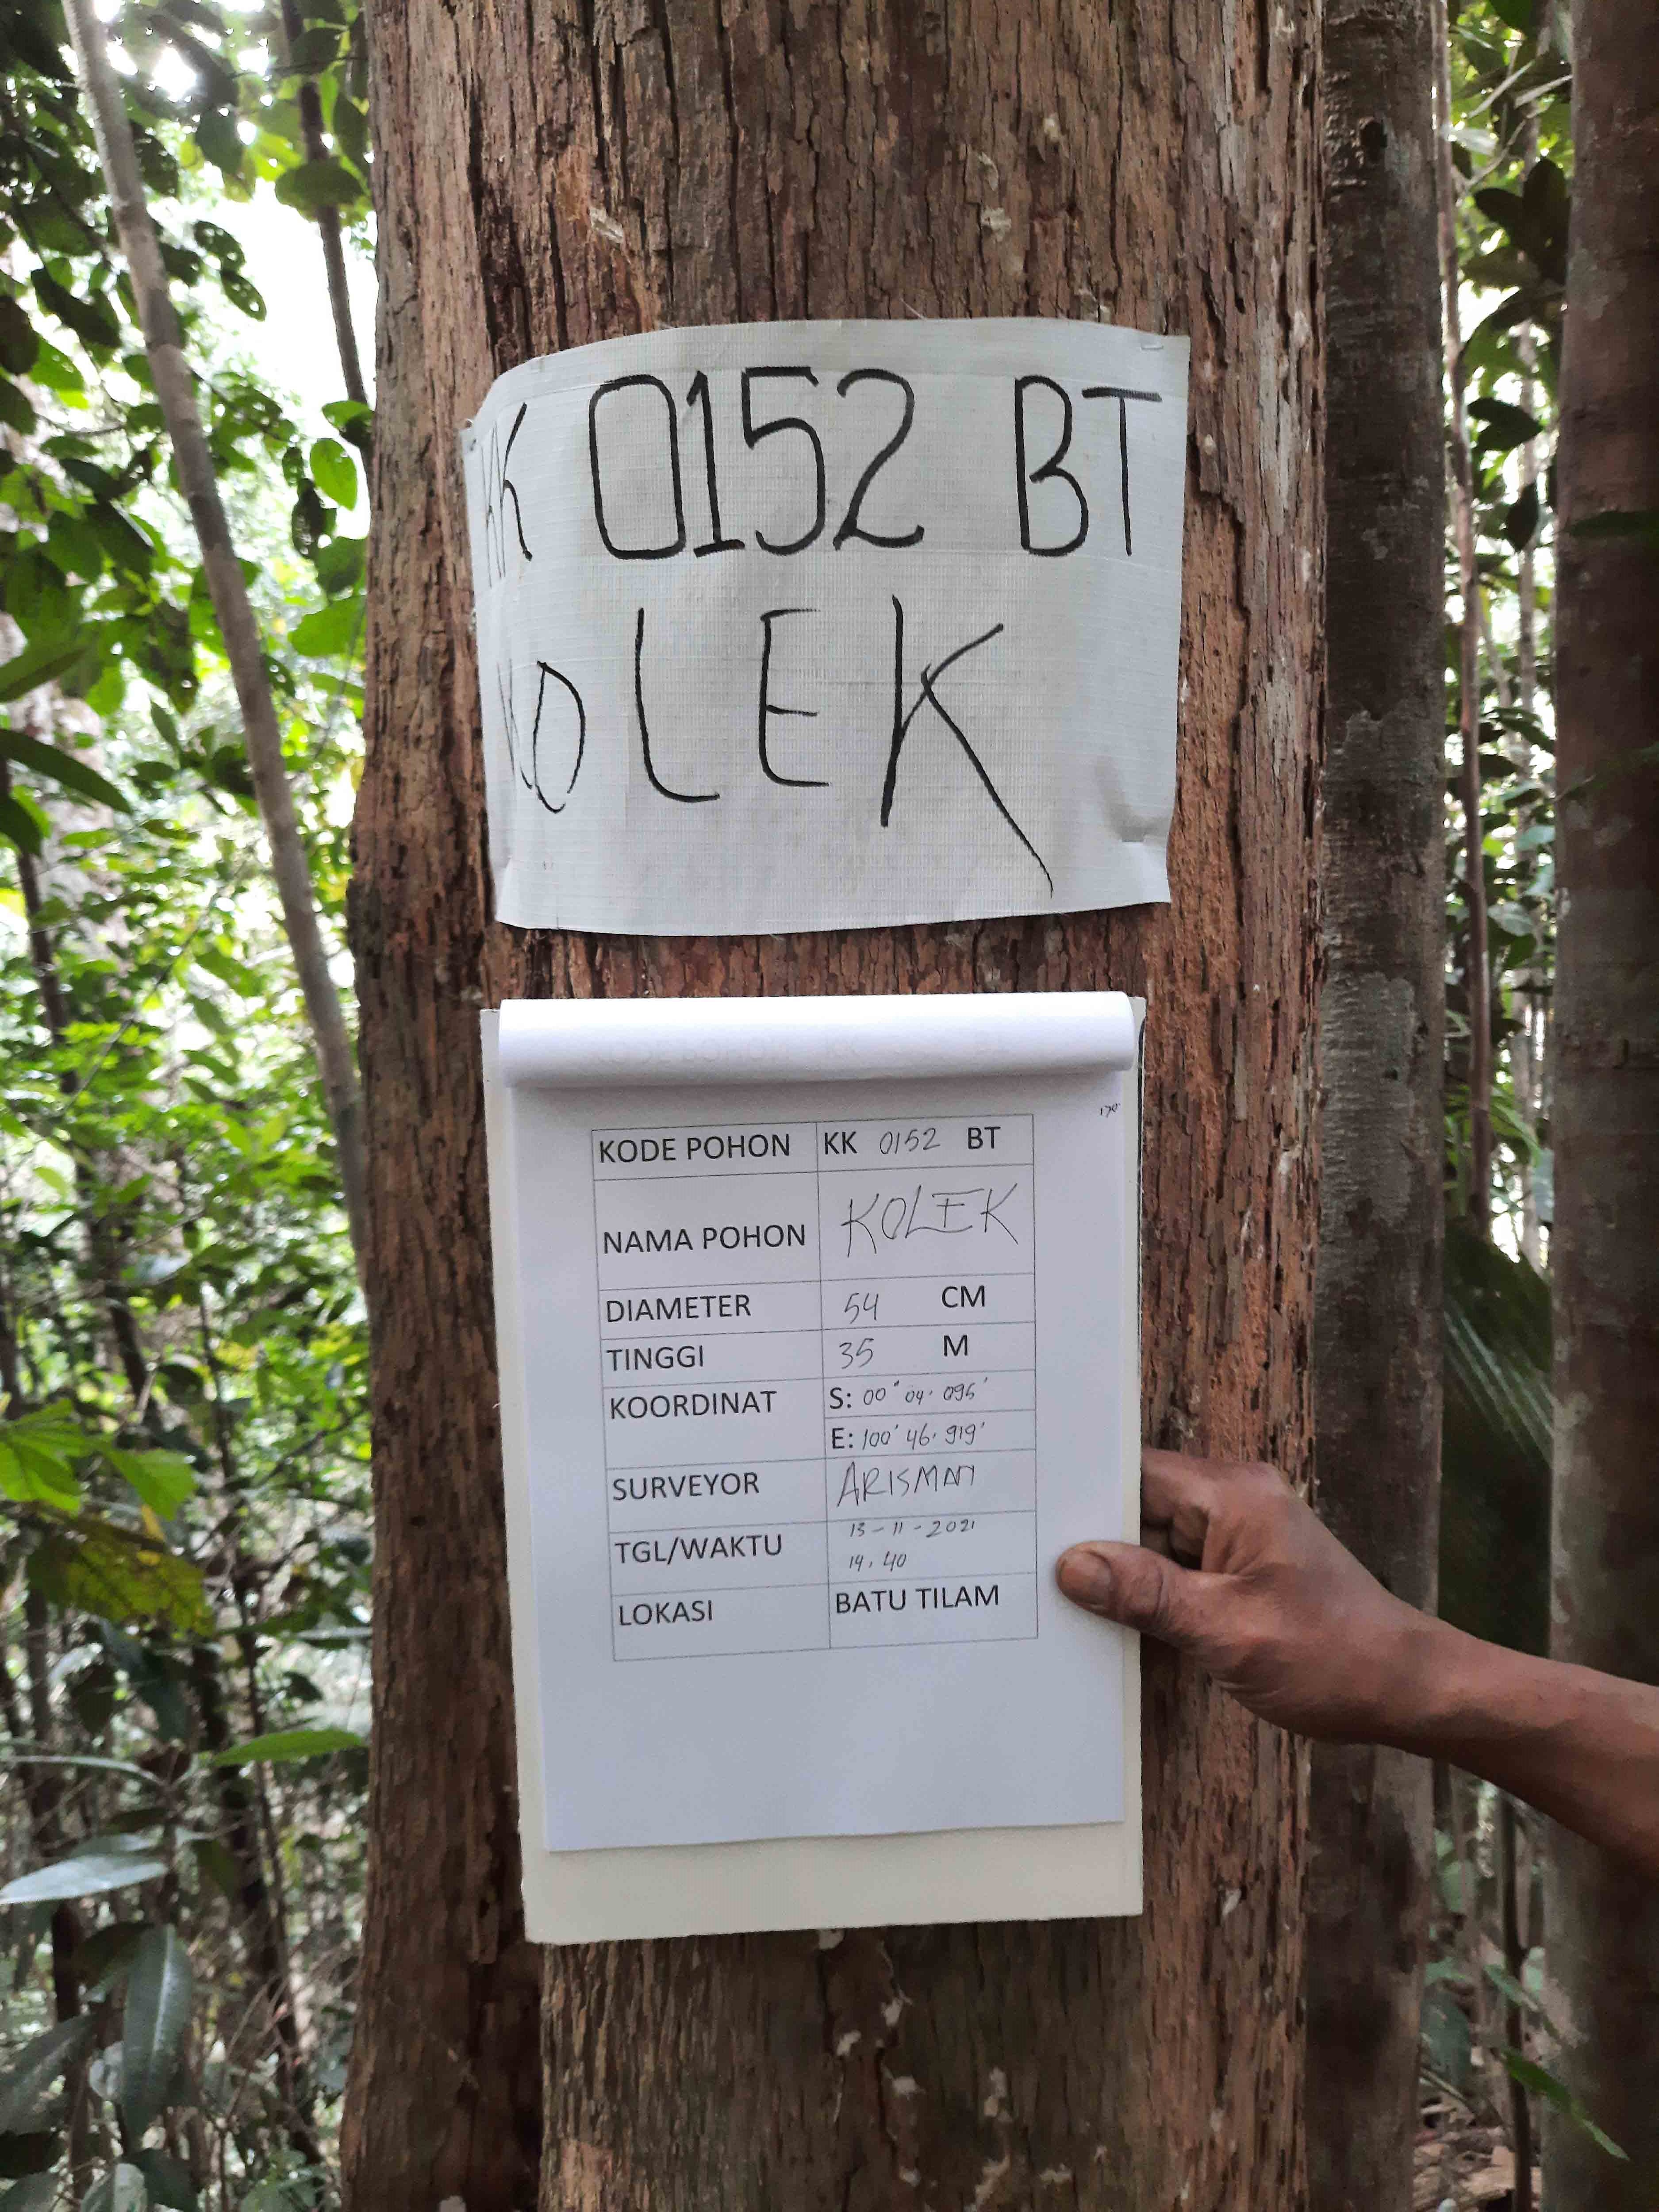 KK 0152 BT
KOLEK
170
KODE POHON KK 0152 BT
NAMA POHON KOLEK
DIAMETER 54 CM
TINGGI 35 M
KOORDINAT S: 00° 04' 095'
E: 100' 46' 919'
SURVEYOR ARISMAN
TGL/WAKTU 13-11-2021
14.40
LOKASI BATU TILAM